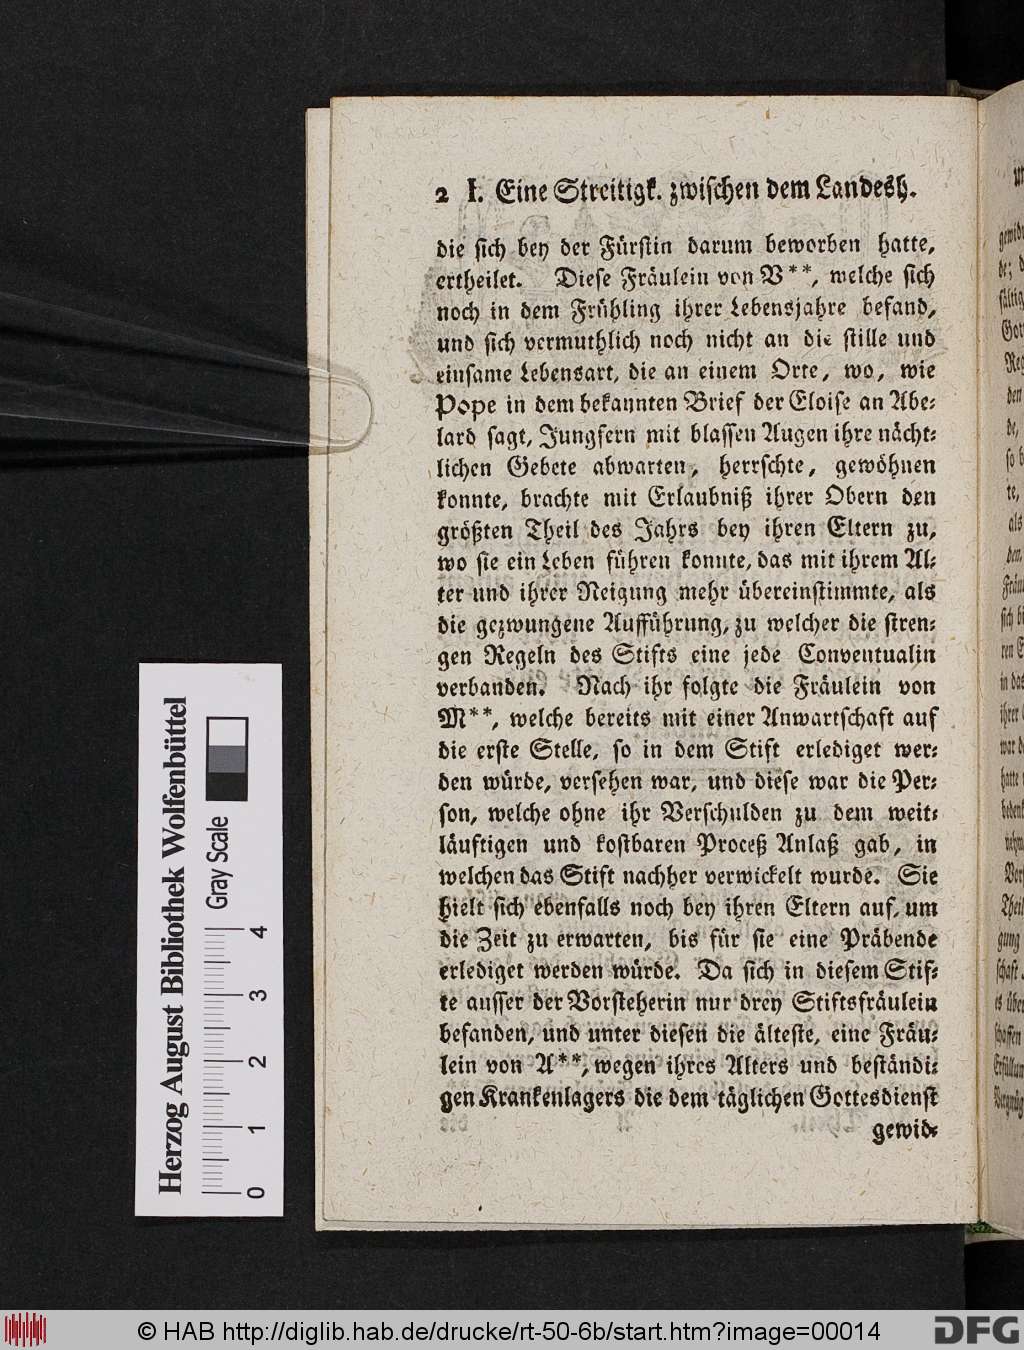 2 I. Eine Streitigk. zwischen dem Landesh.
die sich bey der Fürstin darum beworben hatte,
ertheilet. Diese Fräulein von V**, welche sich
noch in dem Frühling ihrer Lebensjahre befand,
und sich vermuthlich noch nicht an die stille und
einsame Lebensart, die an einem Orte, wo, wie
Pope in dem bekannten Brief der Eloise an Abe-
lard sagt, Jungfern mit blassen Augen ihre nächt-
lichen Gebete abwarten, herrschte, gewöhnen
konnte, brachte mit Erlaubniß ihrer Obern den
größten Theil des Jahrs bey ihren Eltern zu,
wo sie ein Leben führen konnte, das mit ihrem Al-
ter und ihrer Neigung mehr übereinstimmte, als
die gezwungene Aufführung, zu welcher die stren-
gen Regeln des Stifts eine jede Conventualin
verbanden. Nach ihr folgte die Fräulein von
M**, welche bereits mit einer Anwartschaft auf
die erste Stelle, so in dem Stift erlediget wer-
den würde, versehen war, und diese war die Per-
son, welche ohne ihr Verschulden zu dem weit-
läuftigen und kostbaren Proceß Anlaß gab, in
welchen das Stift nachher verwickelt wurde. Sie
hielt sich ebenfalls noch bey ihren Eltern auf, um
die Zeit zu erwarten, bis für sie eine Präbende
erlediget werden würde. Da sich in diesem Stif-
te ausser der Vorsteherin nur drey Stiftsfräulein
befanden, und unter diesen die älteste, eine Fräu-
lein von A**, wegen ihres Alters und beständi-
gen Krankenlagers die dem täglichen Gottesdienst
gewid-
Herzog August Bibliothek Wolfenbüttel
Gray Scale
0 1 2 3 4
© HAB http://diglib.hab.de/drucke/rt-50-6b/start.htm?image=00014
DFG